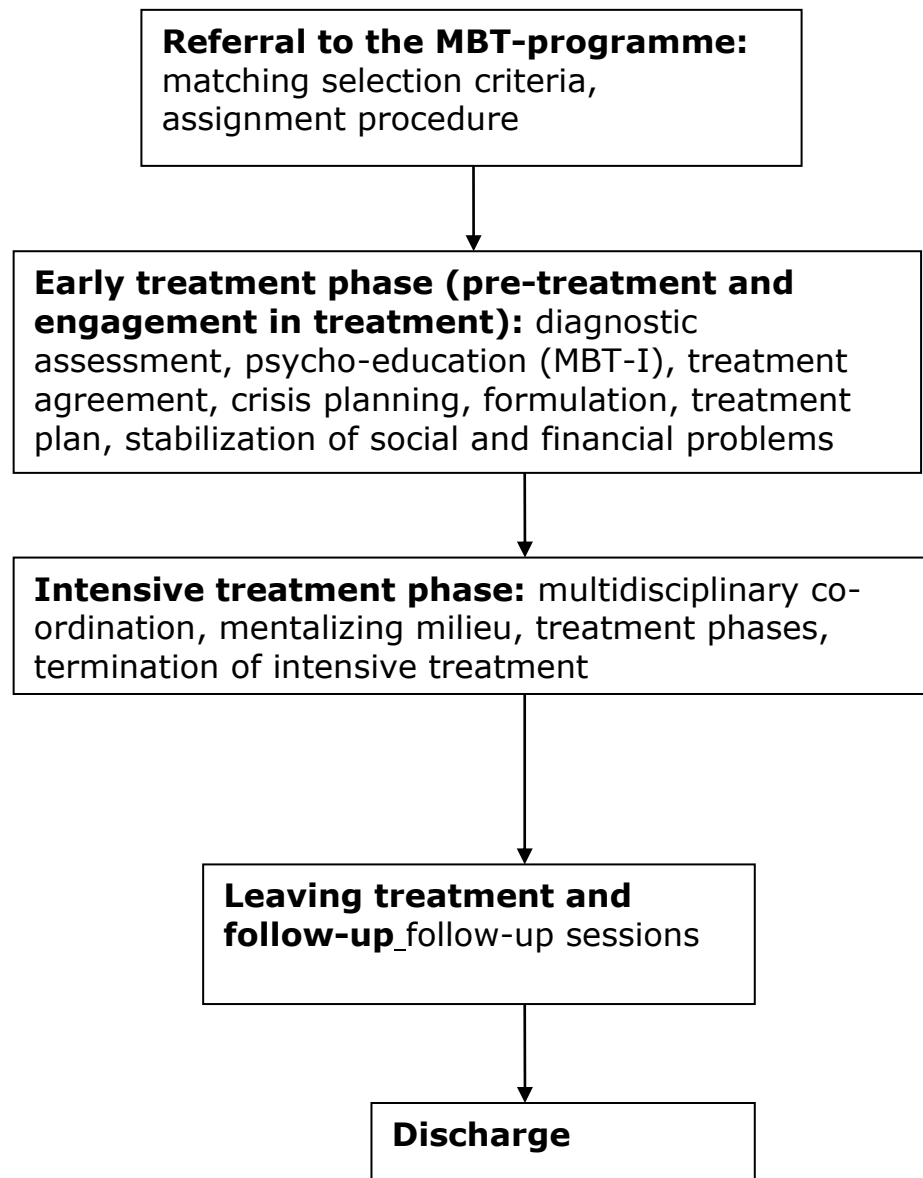 Referral to the MBT-programme:
matching selection criteria,
assignment procedure
Early treatment phase (pre-treatment and
engagement in treatment): diagnostic
assessment, psycho-education (MBT-I), treatment
agreement, crisis planning, formulation, treatment
plan, stabilization of social and financial problems
Intensive treatment phase: multidisciplinary co-
ordination, mentalizing milieu, treatment phases,
termination of intensive treatment
Leaving treatment and
follow-up_follow-up sessions
Discharge